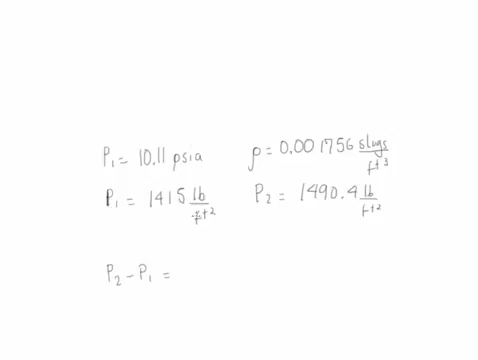 P₁ = 10.11 psia
ρ= 0.001756 slugs/ft³
P₁ = 1415 lb/ft²
P₂ = 1490.4 lb/ft²
P₂ – P₁ =